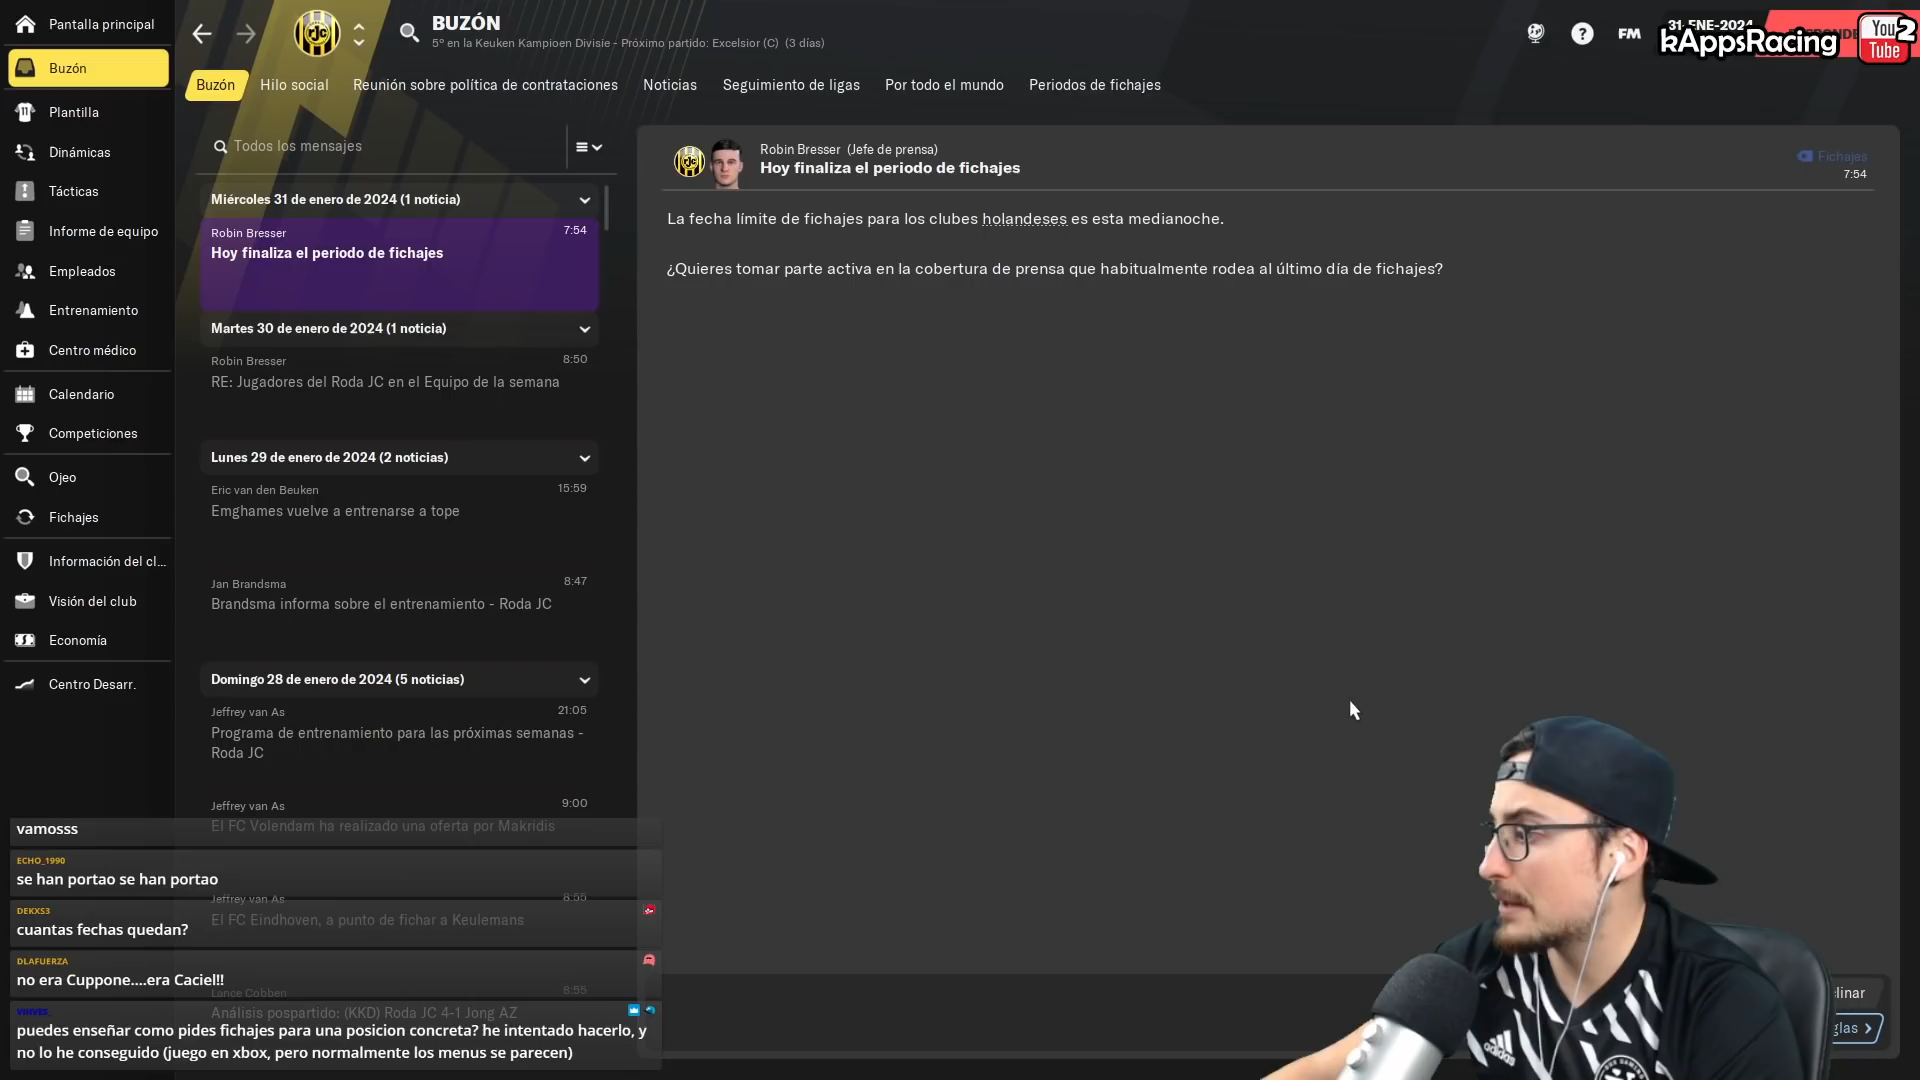 Pantalla principal
Buzón
Plantilla
Dinámicas
Tácticas
Informe de equipo
Empleados
Entrenamiento
Centro médico
Calendario
Competiciones
Ojeo
Fichajes
Información del cl...
Visión del club
Economía
Centro Desarr.
BUZÓN
5º en la Keuken Kampioen Divisie - Próximo partido: Excelsior (C) (3 días)
FM
31-ENE-2024
kAppsRacing
You
Tube
2
Buzón
Hilo social
Reunión sobre política de contrataciones
Noticias
Seguimiento de ligas
Por todo el mundo
Periodos de fichajes
Todos los mensajes
Miércoles 31 de enero de 2024 (1 noticia)
Robin Bresser 7:54
Hoy finaliza el periodo de fichajes
Martes 30 de enero de 2024 (1 noticia)
Robin Bresser 8:50
RE: Jugadores del Roda JC en el Equipo de la semana
Lunes 29 de enero de 2024 (2 noticias)
Eric van den Beuken 15:59
Emghames vuelve a entrenarse a tope
Jan Brandsma 8:47
Brandsma informa sobre el entrenamiento - Roda JC
Domingo 28 de enero de 2024 (5 noticias)
Jeffrey van As 21:05
Programa de entrenamiento para las próximas semanas -
Roda JC
Jeffrey van As 9:00
El FC Volendam ha realizado una oferta por Makridis
Jeffrey van As 8:55
El FC Eindhoven, a punto de fichar a Keulemans
Lance Cobben 8:55
Análisis pospartido: (KKD) Roda JC 4-1 Jong AZ
Robin Bresser (Jefe de prensa)
Hoy finaliza el periodo de fichajes
Fichajes
7:54
La fecha límite de fichajes para los clubes holandeses es esta medianoche.
¿Quieres tomar parte activa en la cobertura de prensa que habitualmente rodea al último día de fichajes?
vamosss
ECHO_1990
se han portao se han portao
DEKXS3
cuantas fechas quedan?
DLAFUERZA
no era Cuppone....era Caciel!!
puedes enseñar como pides fichajes para una posicion concreta? he intentado hacerlo, y
no lo he conseguido (juego en xbox, pero normalmente los menus se parecen)
adidas